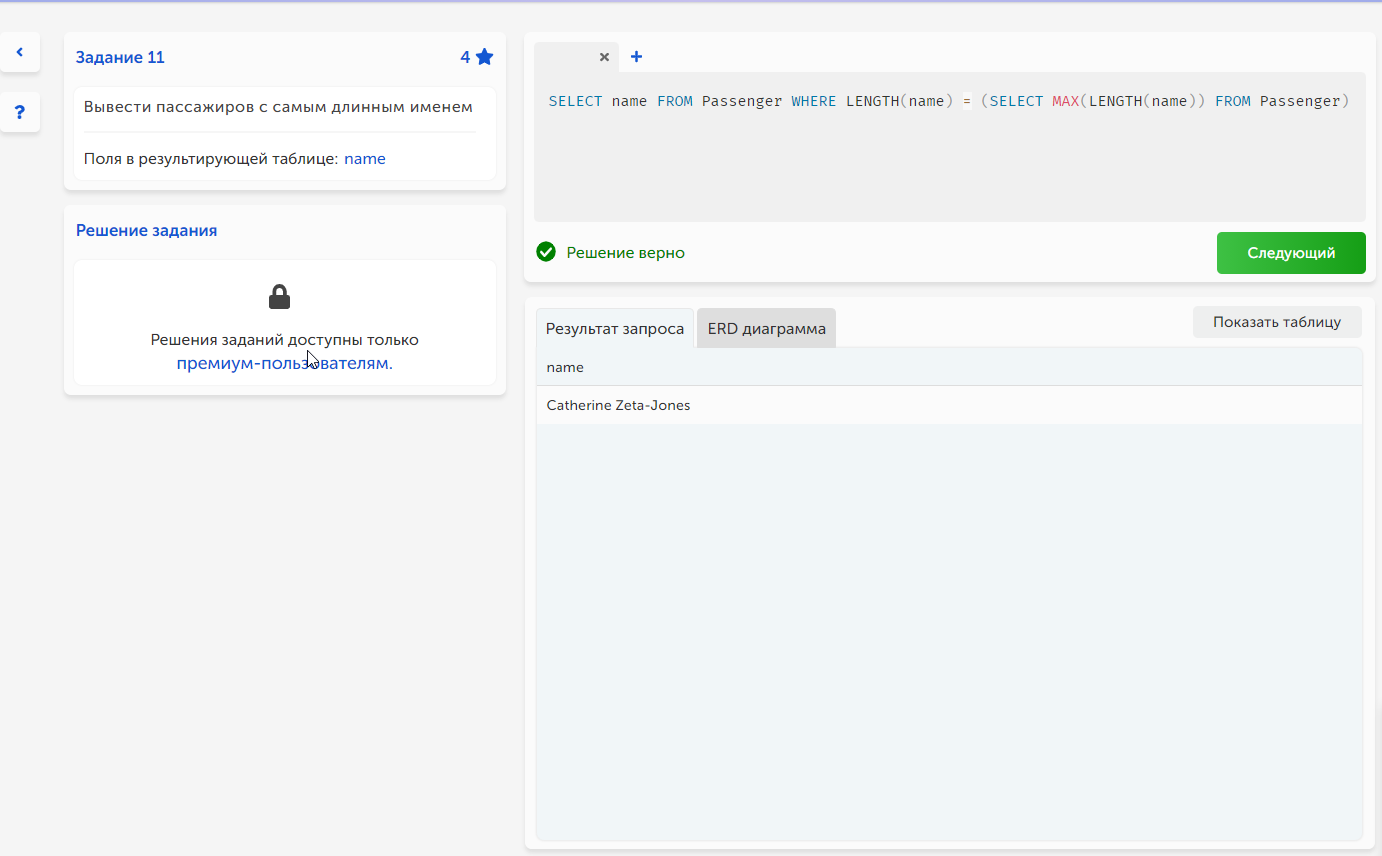 Задание 11
4
Вывести пассажиров с самым длинным именем
Поля в результирующей таблице: name
Решение задания
Решения заданий доступны только
премиум-пользователям.
SELECT name FROM Passenger WHERE LENGTH(name) = (SELECT MAX(LENGTH(name)) FROM Passenger)
Решение верно
Следующий
Результат запроса
ERD диаграмма
Показать таблицу
name
Catherine Zeta-Jones